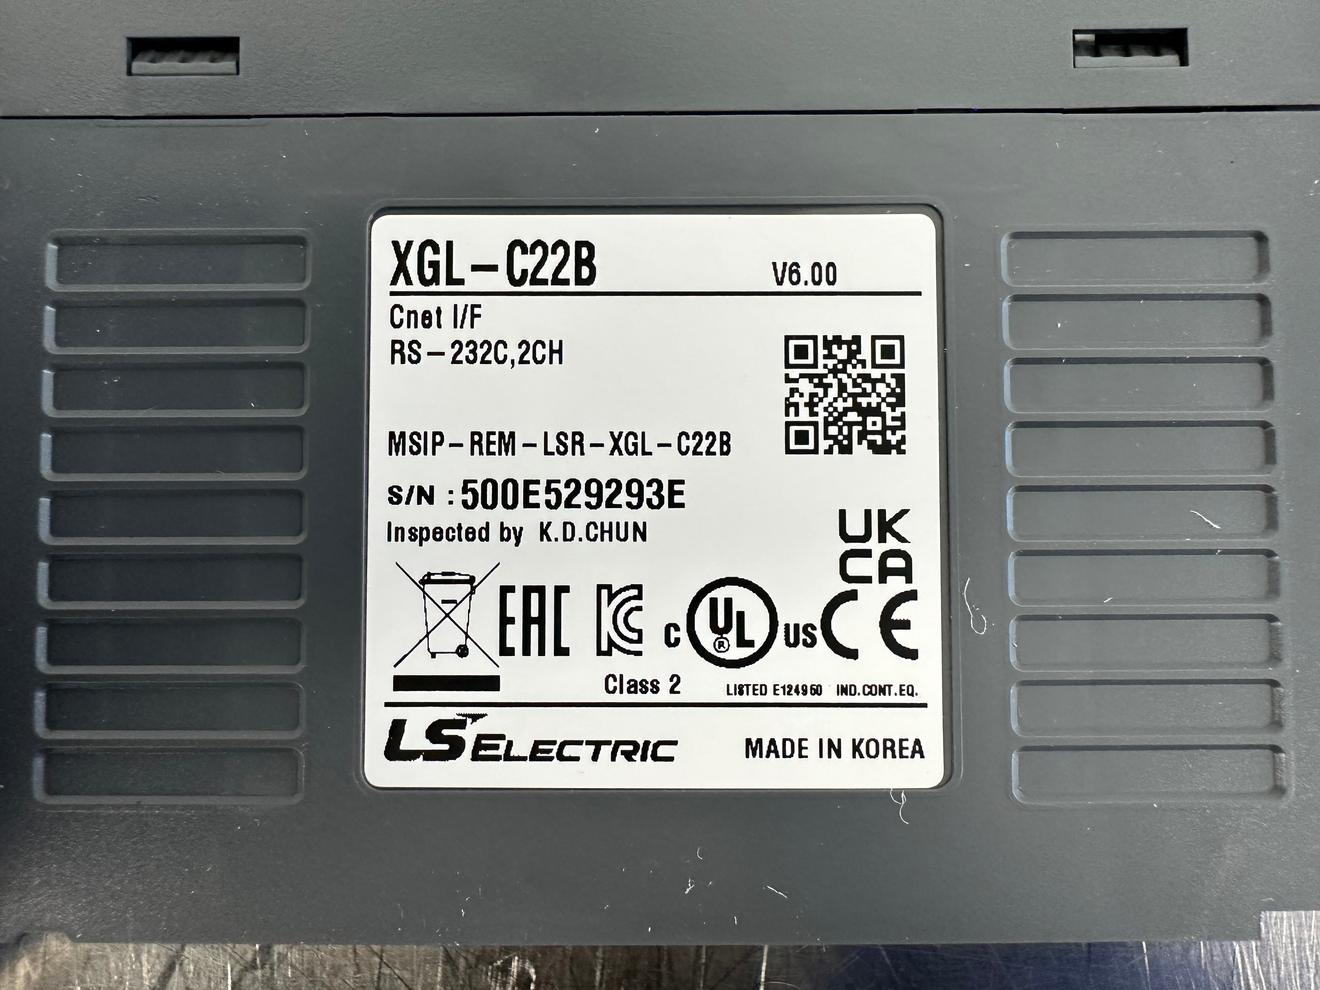 XGL-C22B V6.00
Cnet I/F
RS-232C,2CH
MSIP-REM-LSR-XGL-C22B
S/N : 500E529293E
Inspected by K.D.CHUN
UK
CA
EAC KC C UL ® US CE
Class 2 LISTED E124950 IND.CONT.EQ.
LS ELECTRIC MADE IN KOREA